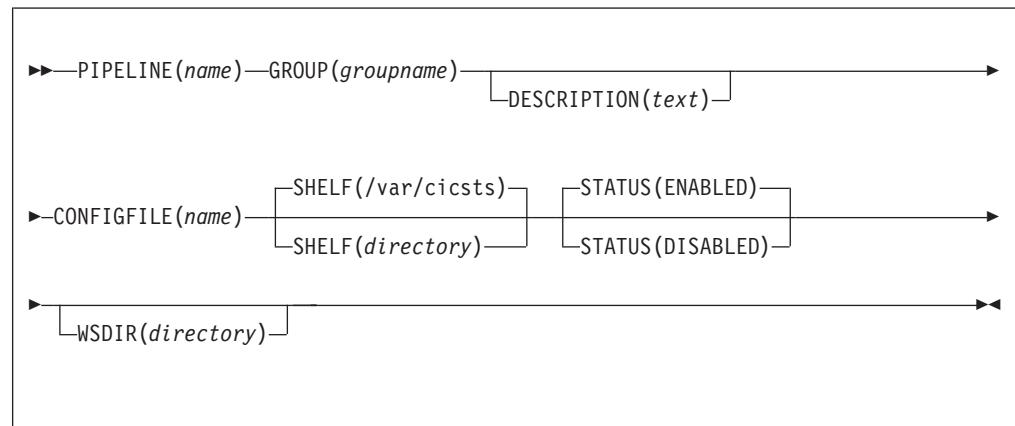 PIPELINE(name) GROUP(groupname)
DESCRIPTION(text)
SHELF(/var/cicsts) STATUS(ENABLED)
CONFIGFILE(name)
SHELF(directory) STATUS(DISABLED)
WSDIR(directory)